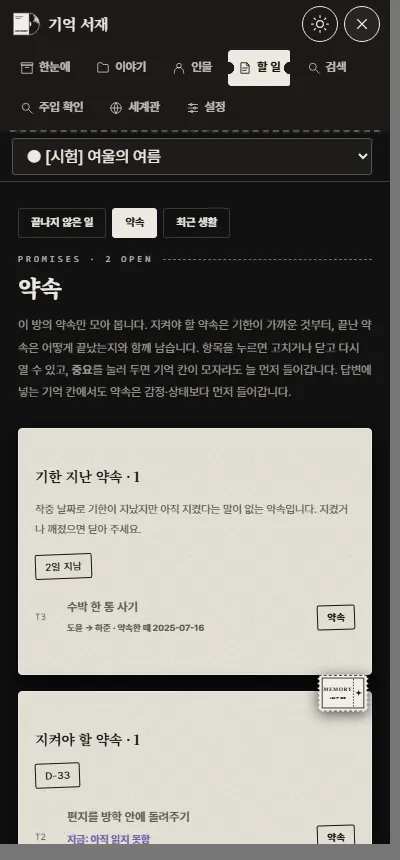 기억 서재
한눈에 이야기 인물 할 일 검색
주입 확인 세계관 설정
[시험] 여울의 여름
끝나지 않은 일 약속 최근 생활
PROMISES · 2 OPEN
약속
이 방의 약속만 모아 봅니다. 지켜야 할 약속은 기한이 가까운 것부터, 끝난 약
속은 어떻게 끝났는지와 함께 남습니다. 항목을 누르면 고치거나 닫고 다시
열 수 있고, 중요를 눌러 두면 기억 칸이 모자라도 늘 먼저 들어갑니다. 답변에
넣는 기억 칸에서도 약속은 감정·상태보다 먼저 들어갑니다.
기한 지난 약속 · 1
작중 날짜로 기한이 지났지만 아직 지켰다는 말이 없는 약속입니다. 지켰거
나 깨졌으면 닫아 주세요.
2일 지남
T3 수박 한 통 사기 약속
도윤 → 하준 · 약속한 때 2025-07-16
MEMORY
지켜야 할 약속 · 1
D-33
편지를 방학 안에 돌려주기
T2 지금: 아직 읽지 못함 약속